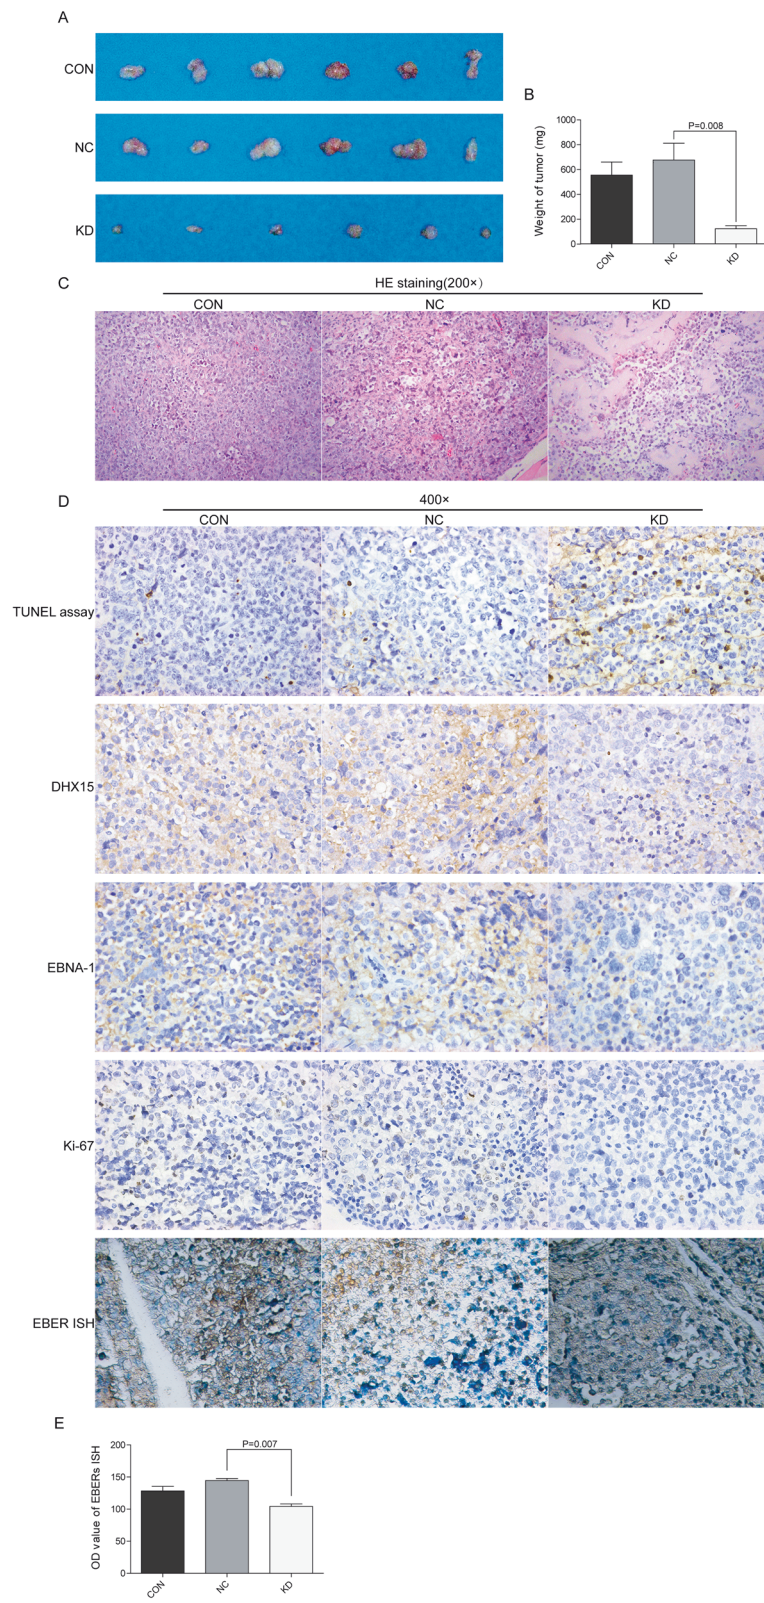 A
CON
NC
KD
B
Weight of tumor (mg)
1000
800
600
400
200
0
P=0.008
CON
NC
KD
C
HE staining(200×)
CON
NC
KD
D
400×
CON
NC
KD
TUNEL assay
DHX15
EBNA-1
Ki-67
EBER ISH
E
OD value of EBERs ISH
200
150
100
50
0
P=0.007
CON
NC
KD